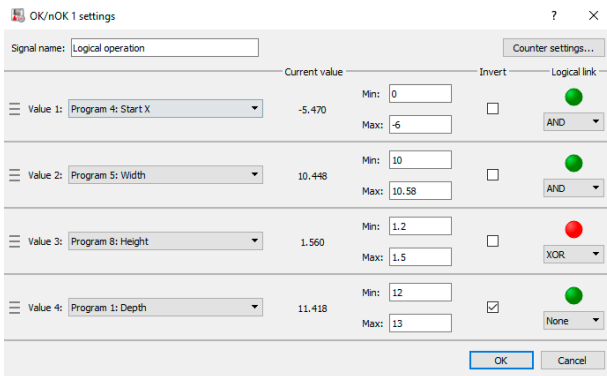 OK/nOK 1 settings ? ×
Signal name: Logical operation Counter settings...
Current value Invert Logical link
Value 1: Program 4: Start X -5.470 Min: 0
Max: -6 AND
Value 2: Program 5: Width 10.448 Min: 10
Max: 10.58 AND
Value 3: Program 8: Height 1.560 Min: 1.2
Max: 1.5 XOR
Value 4: Program 1: Depth 11.418 Min: 12
Max: 13 None
OK Cancel